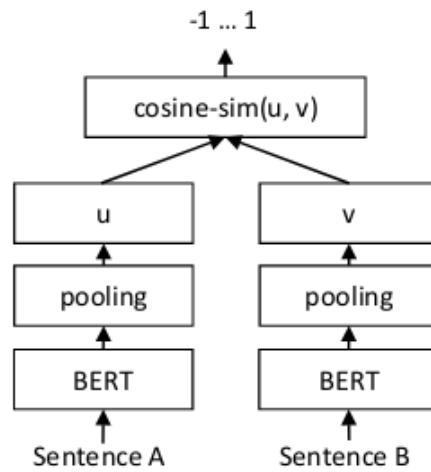 -1 ... 1
cosine-sim(u, v)
u v
pooling pooling
BERT BERT
Sentence A Sentence B